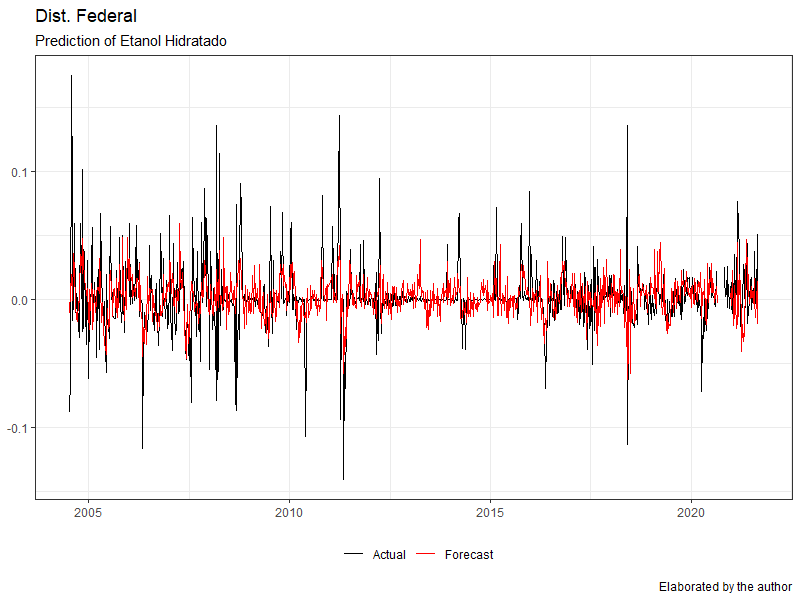 Dist. Federal
Prediction of Etanol Hidratado
0.1
0.0
-0.1
2005 2010 2015 2020
Actual Forecast
Elaborated by the author